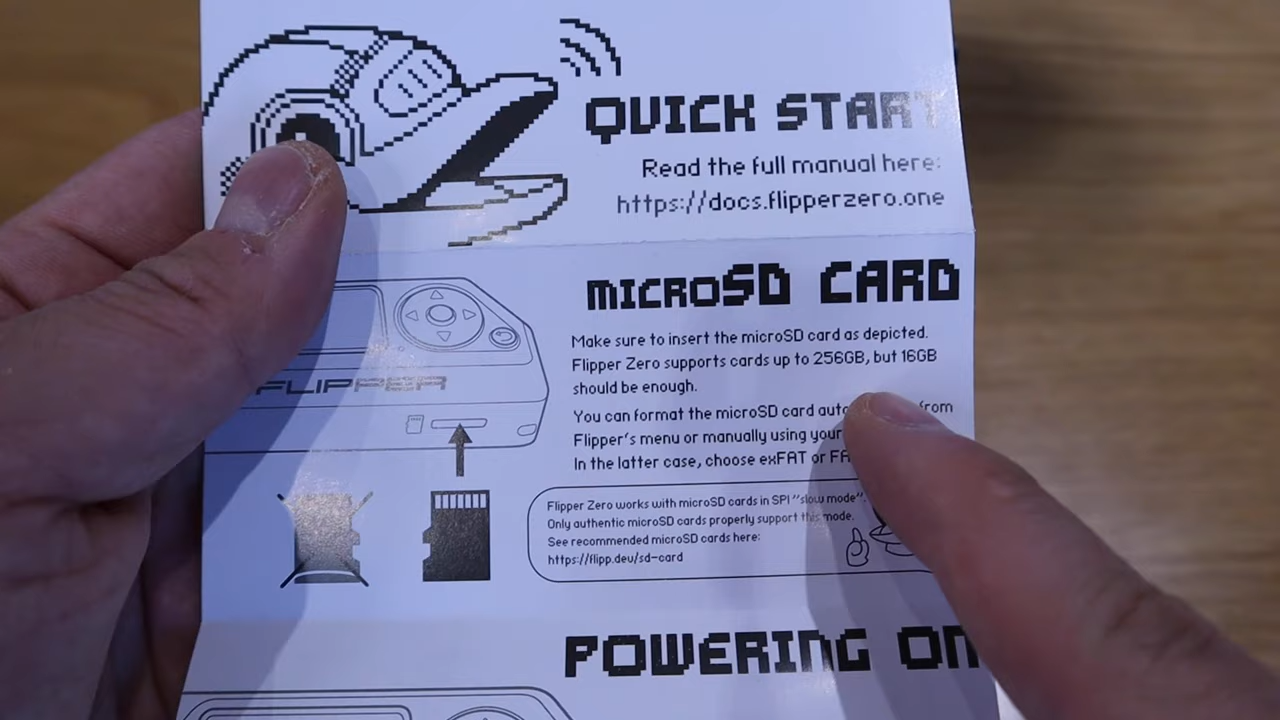 QUICK START
Read the full manual here:
https://docs.flipperzero.one
MICROSD CARD
Make sure to insert the microSD card as depicted.
Flipper Zero supports cards up to 256GB, but 16GB
should be enough.
You can format the microSD card from
Flipper's menu or manually using your
In the latter case, choose exFAT or
FLIPPER
Flipper Zero works with microSD cards in SPI "slow mode".
Only authentic microSD cards properly support this mode.
See recommended microSD cards here:
https://flipp.dev/sd-card
POWERING ON